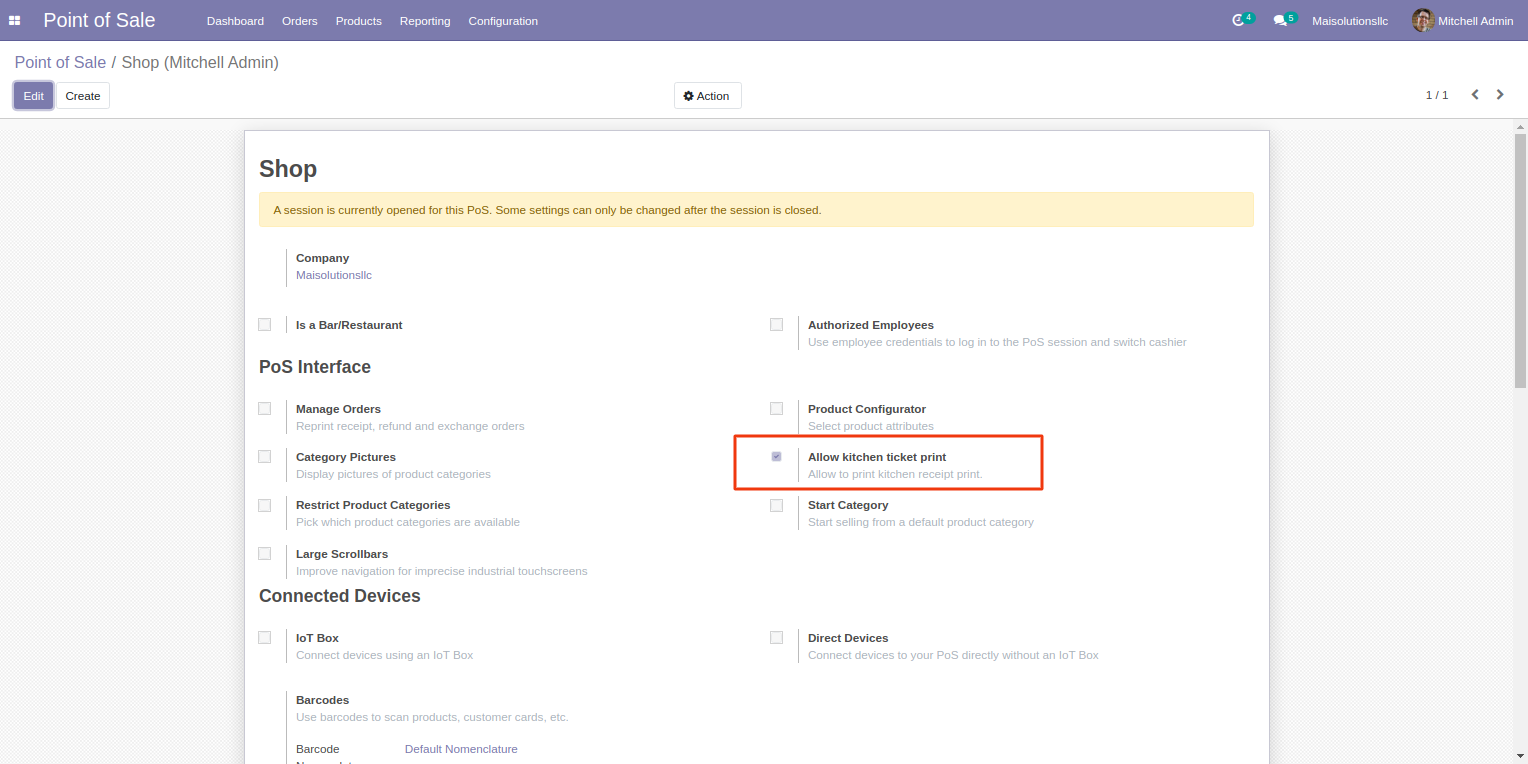 Point of Sale Dashboard Orders Products Reporting Configuration 4 5 Maisolutionsllc Mitchell Admin
Point of Sale / Shop (Mitchell Admin)
Edit Create Action 1 / 1
Shop
A session is currently opened for this PoS. Some settings can only be changed after the session is closed.
Company
Maisolutionsllc
Is a Bar/Restaurant
Authorized Employees
Use employee credentials to log in to the PoS session and switch cashier
PoS Interface
Manage Orders
Reprint receipt, refund and exchange orders
Product Configurator
Select product attributes
Category Pictures
Display pictures of product categories
Allow kitchen ticket print
Allow to print kitchen receipt print.
Restrict Product Categories
Pick which product categories are available
Start Category
Start selling from a default product category
Large Scrollbars
Improve navigation for imprecise industrial touchscreens
Connected Devices
IoT Box
Connect devices using an IoT Box
Direct Devices
Connect devices to your PoS directly without an IoT Box
Barcodes
Use barcodes to scan products, customer cards, etc.
Barcode Default Nomenclature